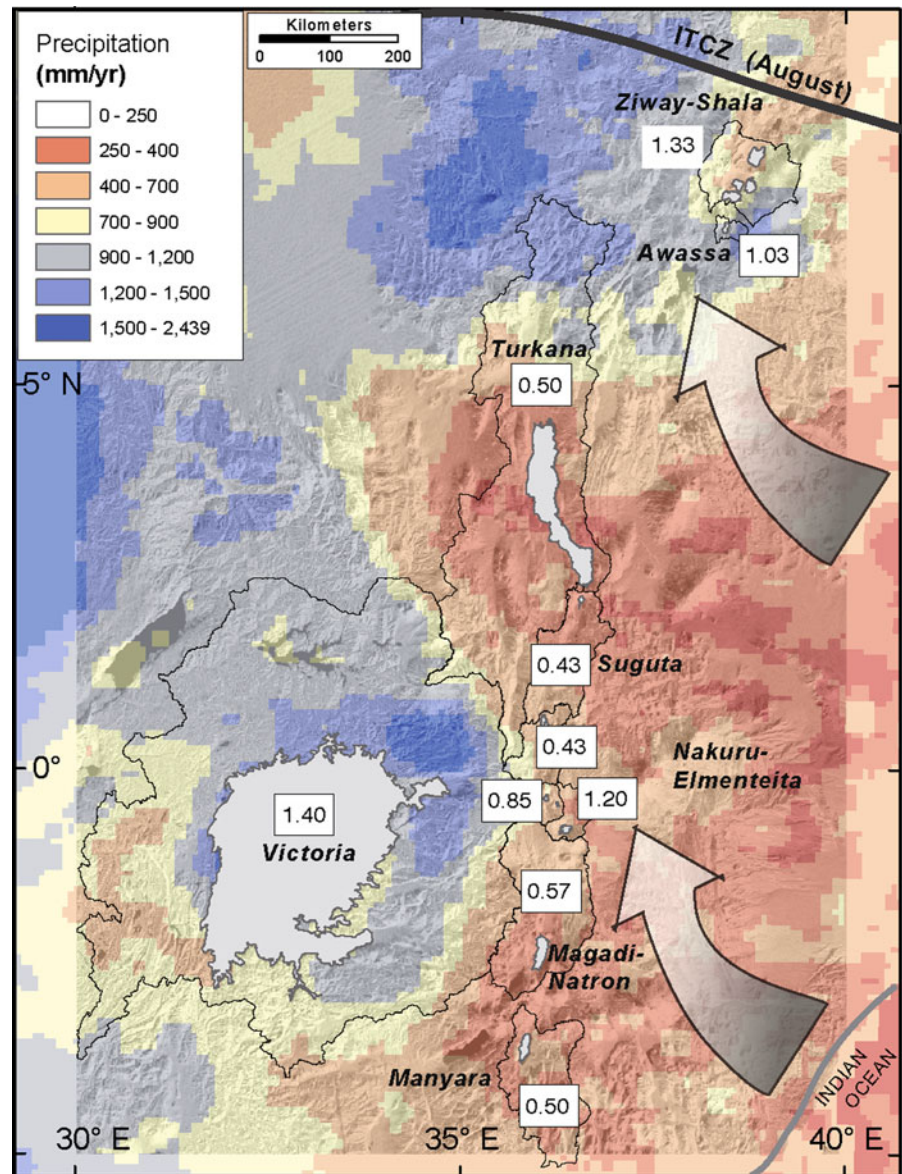 Precipitation
(mm/yr)
0 - 250
250 - 400
400 - 700
700 - 900
900 - 1,200
1,200 - 1,500
1,500 - 2,439
Kilometers
0 100 200
ITCZ (August)
Ziway-Shala
1.33
Awassa
1.03
Turkana
0.50
5° N
0.43
Suguta
0.43
Nakuru-
Elmenteita
0°
0.85
1.20
1.40
Victoria
0.57
Magadi-
Natron
Manyara
0.50
INDIAN
OCEAN
30° E
35° E
40° E